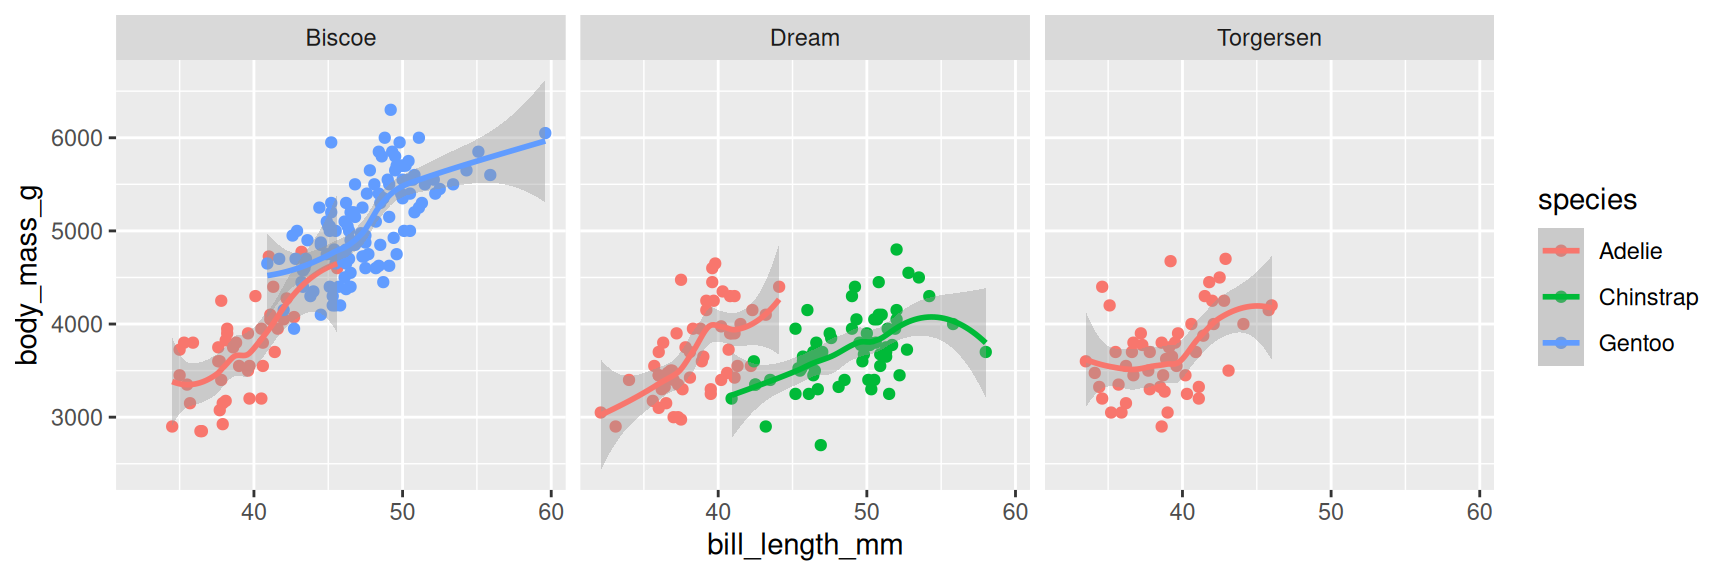 Biscoe Dream Torgersen
6000
5000
4000
3000
body_mass_g
40 50 60 40 50 60 40 50 60
bill_length_mm
species
Adelie
Chinstrap
Gentoo